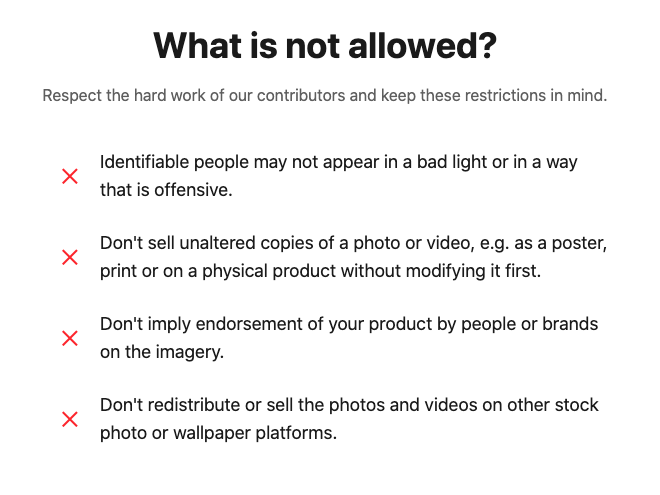 What is not allowed?
Respect the hard work of our contributors and keep these restrictions in mind.
Identifiable people may not appear in a bad light or in a way
that is offensive.
Don't sell unaltered copies of a photo or video, e.g. as a poster,
print or on a physical product without modifying it first.
Don't imply endorsement of your product by people or brands
on the imagery.
Don't redistribute or sell the photos and videos on other stock
photo or wallpaper platforms.